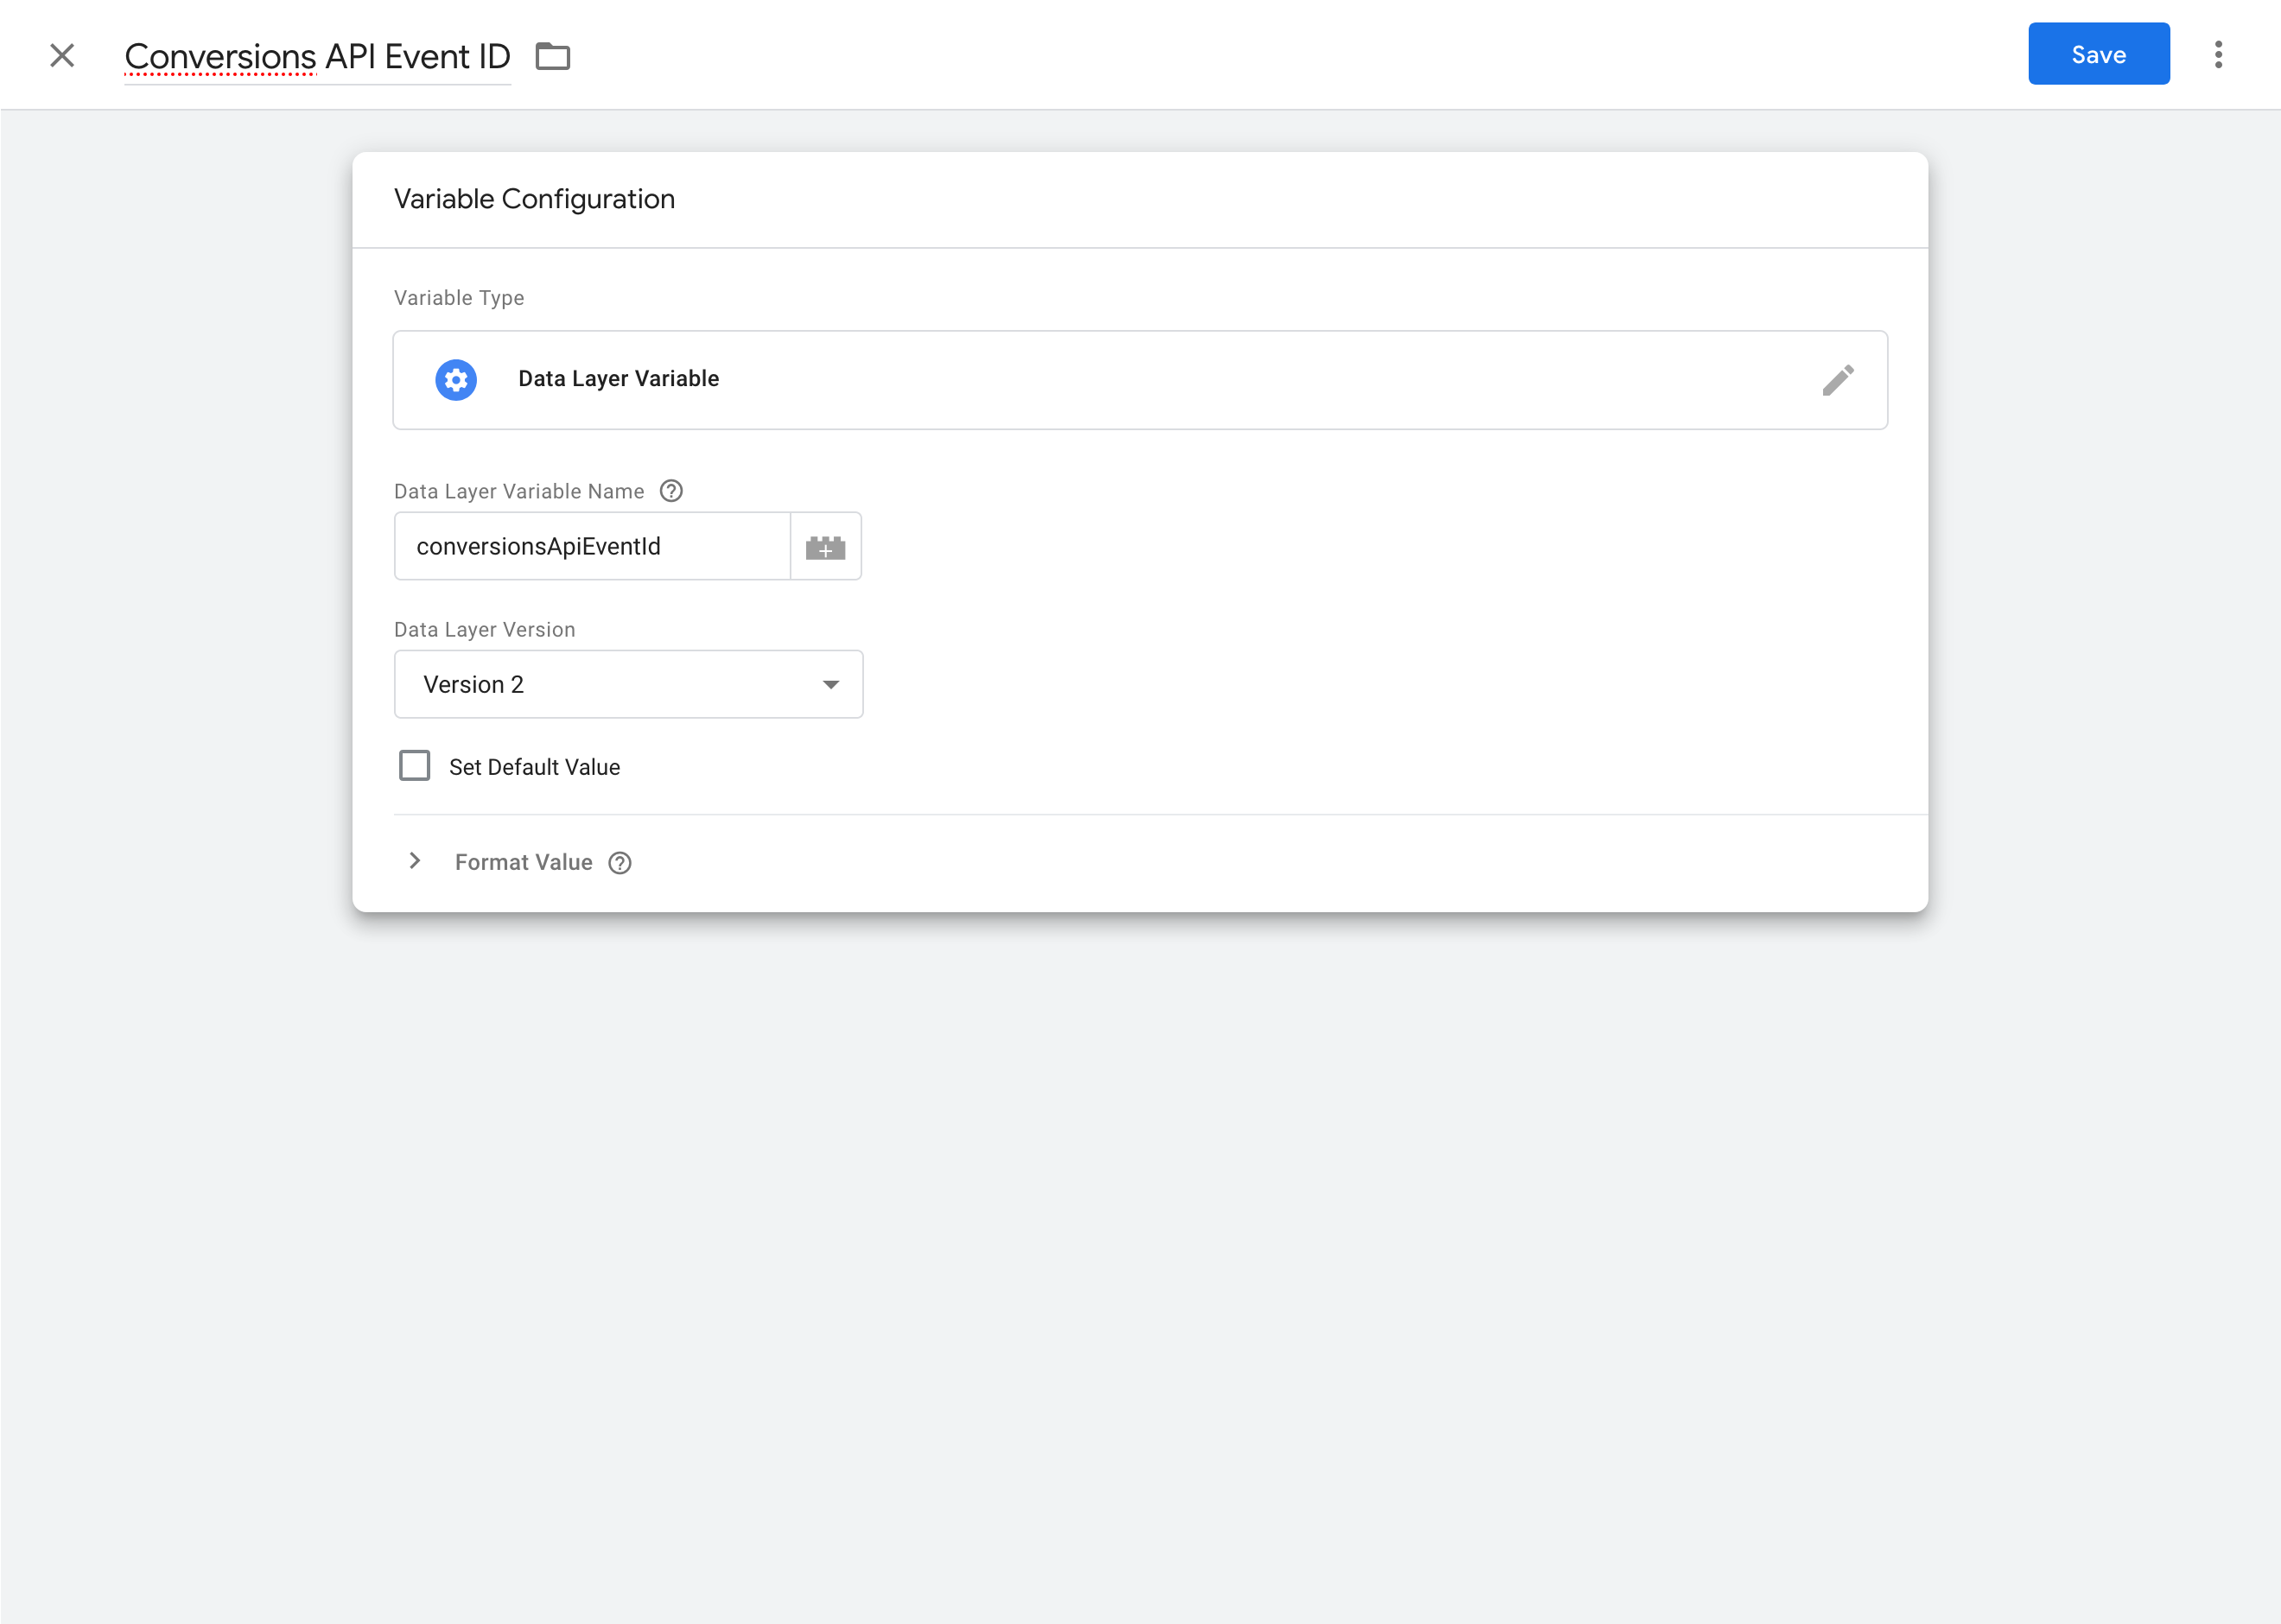 Conversions API Event ID
Save
Variable Configuration
Variable Type
Data Layer Variable
Data Layer Variable Name
conversionsApiEventId
Data Layer Version
Version 2
Set Default Value
Format Value